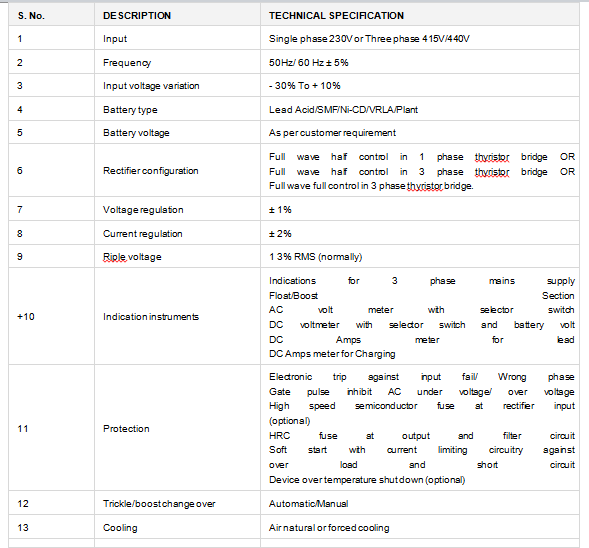 S. No. DESCRIPTION TECHNICAL SPECIFICATION
1 Input Single phase 230V or Three phase 415V/440V
2 Frequency 50Hz/ 60 Hz ± 5%
3 Input voltage variation - 30% To + 10%
4 Battery type Lead Acid/SMF/Ni-CD/VRLA/Plant
5 Battery voltage As per customer requirement
6 Rectifier configuration Full wave half control in 1 phase thyristor bridge OR
Full wave half control in 3 phase thyristor bridge OR
Full wave full control in 3 phase thyristor bridge.
7 Voltage regulation ± 1%
8 Current regulation ± 2%
9 Riple voltage 1 3% RMS (normally)
+10 Indication instruments Indications for 3 phase mains supply
Float/Boost Section
AC volt meter with selector switch
DC voltmeter with selector switch and battery volt
DC Amps meter for lead
DC Amps meter for Charging
11 Protection Electronic trip against input fail/ Wrong phase
Gate pulse inhibit AC under voltage/ over voltage
High speed semiconductor fuse at rectifier input
(optional)
HRC fuse at output and filter circuit
Soft start with current limiting circuitry against
over load and short circuit
Device over temperature shut down (optional)
12 Trickle/boost change over Automatic/Manual
13 Cooling Air natural or forced cooling